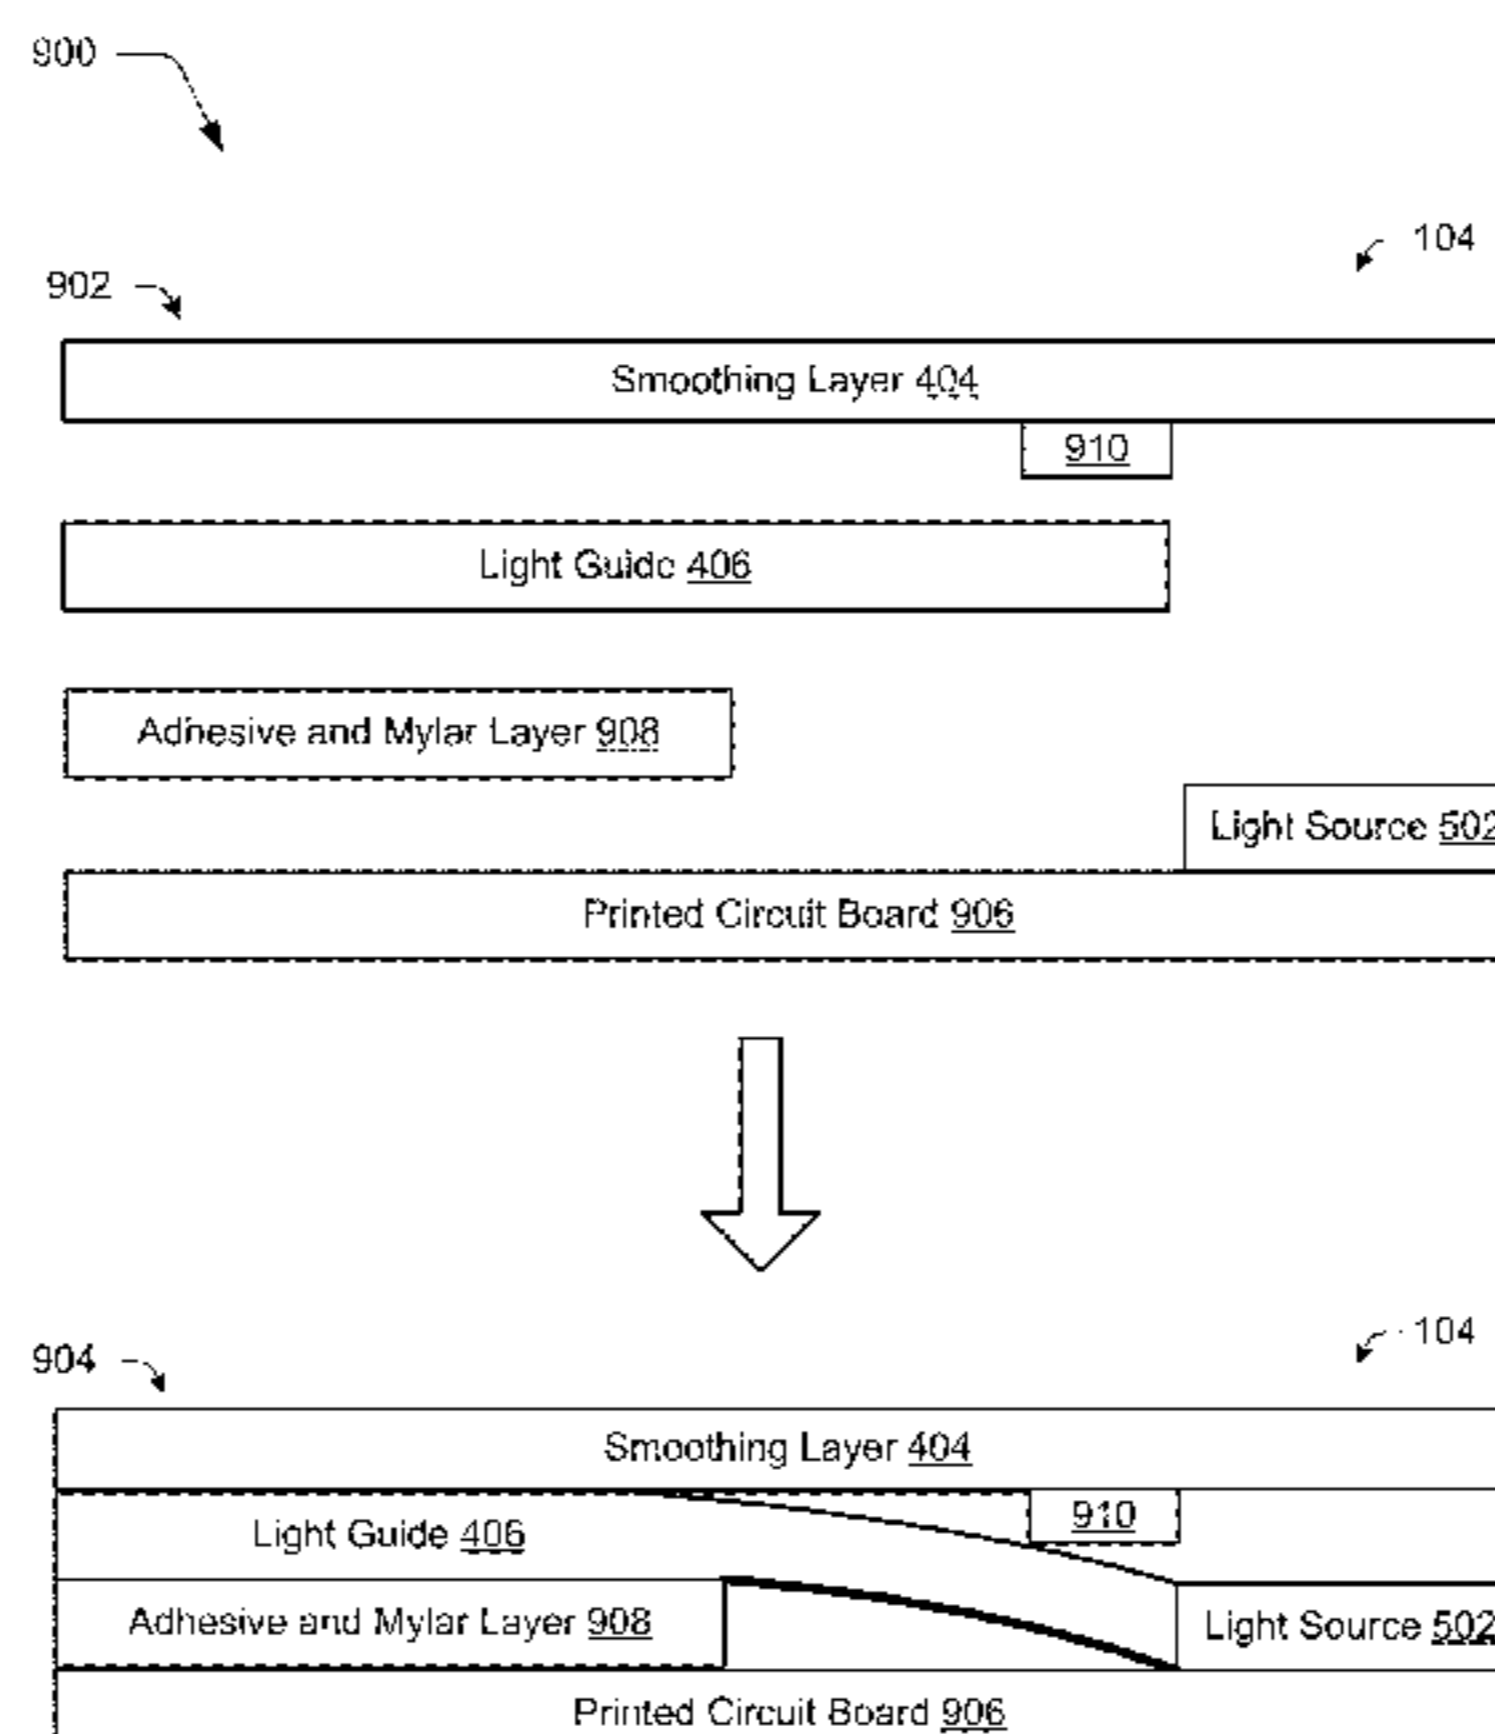 900
104
902
Smoothing Layer 404
910
Light Guide 406
Adhesive and Mylar Layer 908
Light Source 502
Printed Circuit Board 906
104
904
Smoothing Layer 404
910
Light Guide 406
Adhesive and Mylar Layer 908
Light Source 502
Printed Circuit Board 906